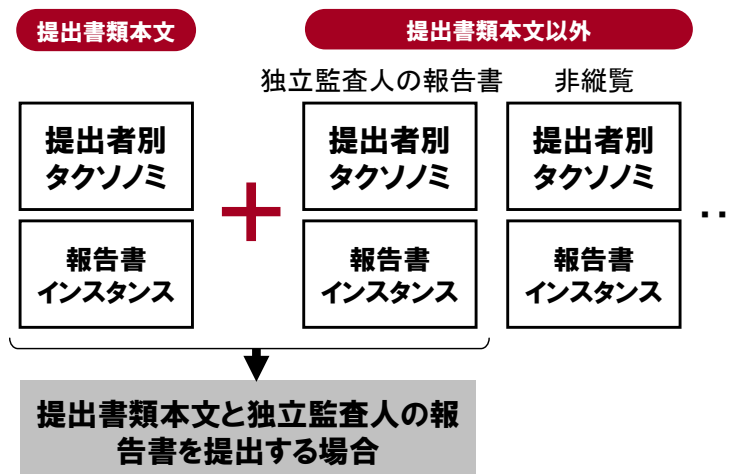 提出書類本文
提出書類本文以外
独立監査人の報告書
非縦覧
提出者別
タクソノミ
提出者別
タクソノミ
提出者別
タクソノミ
+
‥
報告書
インスタンス
報告書
インスタンス
報告書
インスタンス
提出書類本文と独立監査人の報
告書を提出する場合